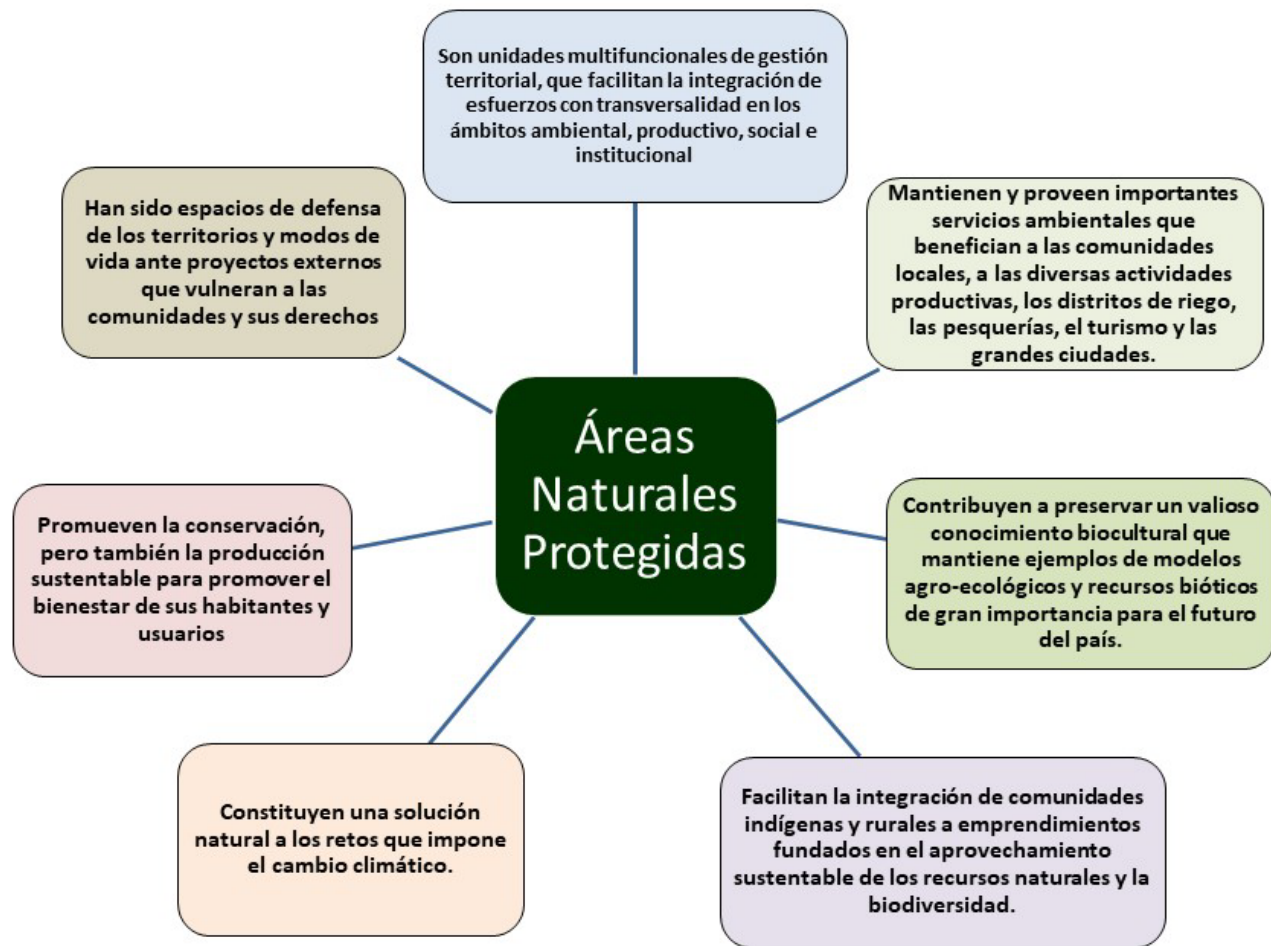 Son unidades multifuncionales de gestión
territorial, que facilitan la integración de
esfuerzos con transversalidad en los
ámbitos ambiental, productivo, social e
institucional
Han sido espacios de defensa
de los territorios y modos de
vida ante proyectos externos
que vulneran a las
comunidades y sus derechos
Mantienen y proveen importantes
servicios ambientales que
benefician a las comunidades
locales, a las diversas actividades
productivas, los distritos de riego,
las pesquerías, el turismo y las
grandes ciudades.
Áreas
Naturales
Protegidas
Promueven la conservación,
pero también la producción
sustentable para promover el
bienestar de sus habitantes y
usuarios
Contribuyen a preservar un valioso
conocimiento biocultural que
mantiene ejemplos de modelos
agro-ecológicos y recursos bióticos
de gran importancia para el futuro
del país.
Constituyen una solución
natural a los retos que impone
el cambio climático.
Facilitan la integración de comunidades
indígenas y rurales a emprendimientos
fundados en el aprovechamiento
sustentable de los recursos naturales y la
biodiversidad.